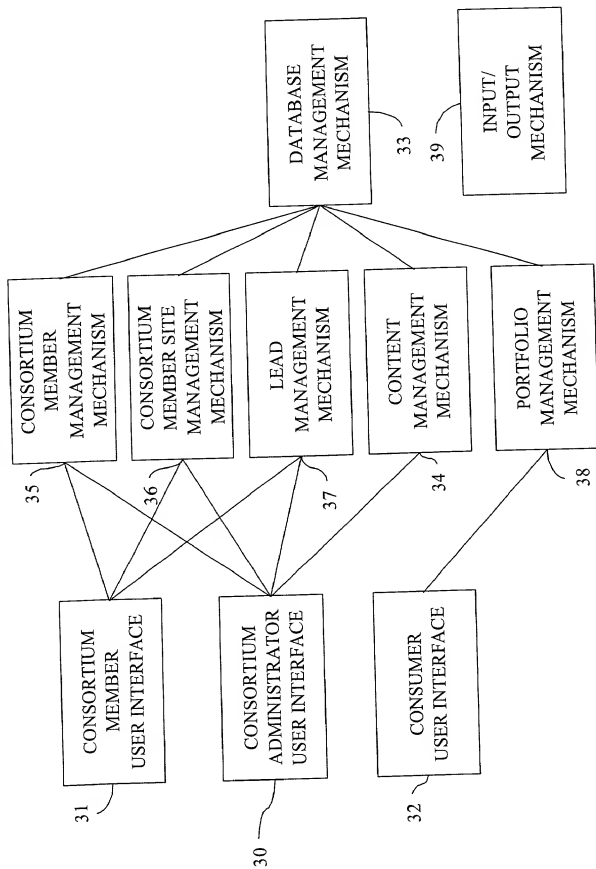 CONSORTIUM
MEMBER
USER INTERFACE
31
CONSORTIUM
ADMINISTRATOR
USER INTERFACE
30
CONSUMER
USER INTERFACE
32
CONSORTIUM
MEMBER
MANAGEMENT
MECHANISM
35
CONSORTIUM
MEMBER SITE
MANAGEMENT
MECHANISM
36
LEAD
MANAGEMENT
MECHANISM
37
CONTENT
MANAGEMENT
MECHANISM
34
PORTFOLIO
MANAGEMENT
MECHANISM
38
DATABASE
MANAGEMENT
MECHANISM
33
INPUT/
OUTPUT
MECHANISM
39